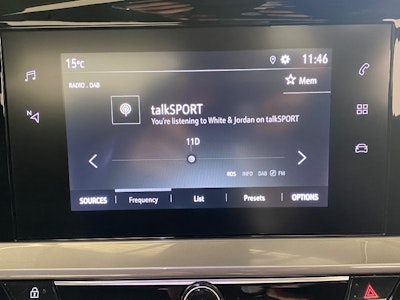 15°C 11:46
RADIO . DAB
Mem
talkSPORT
You're listening to White & Jordan on talkSPORT
11D
RDS INFO DAB FM
SOURCES Frequency List Presets OPTIONS
N